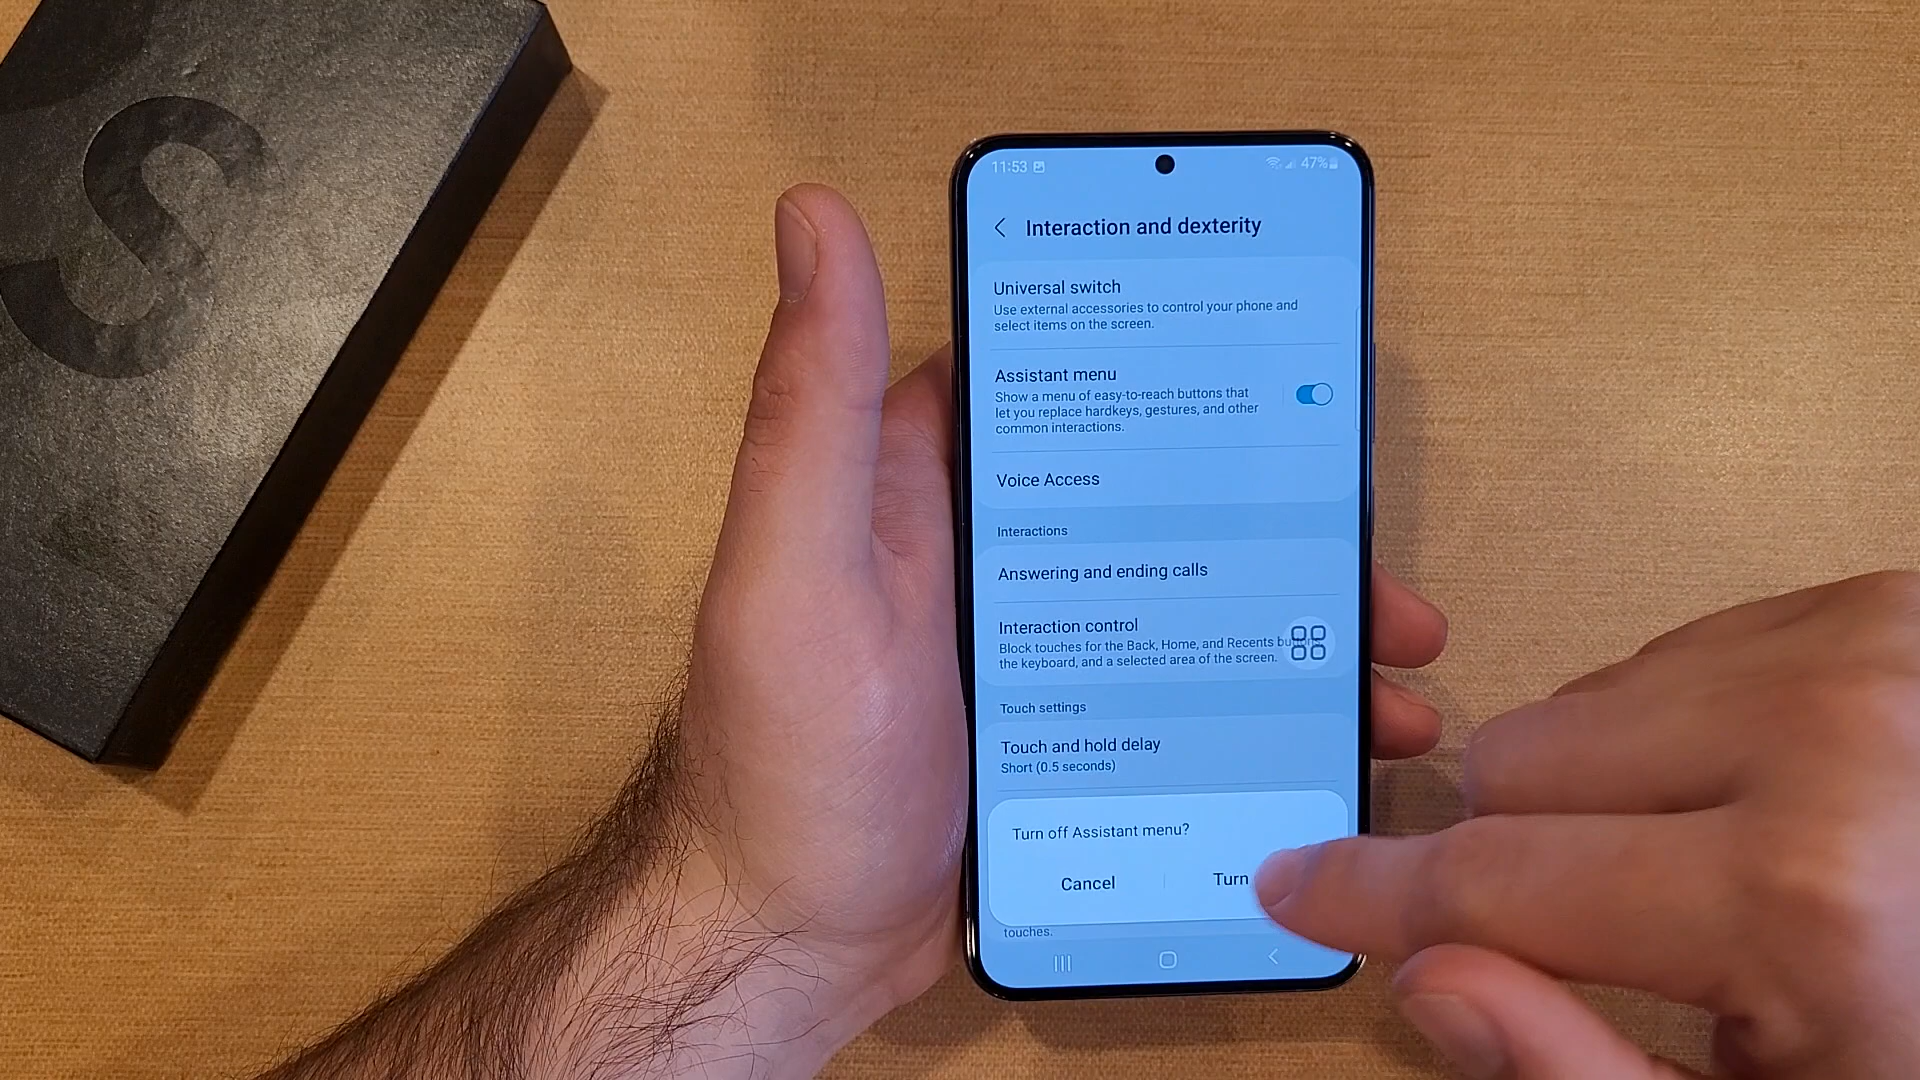 S
11:53
47%
Interaction and dexterity
Universal switch
Use external accessories to control your phone and
select items on the screen.
Assistant menu
Show a menu of easy-to-reach buttons that
let you replace hardkeys, gestures, and other
common interactions.
Voice Access
Interactions
Answering and ending calls
Interaction control
Block touches for the Back, Home, and Recents
the keyboard, and a selected area of the screen.
Touch settings
Touch and hold delay
Short (0.5 seconds)
Turn off Assistant menu?
Cancel
Turn
touches.